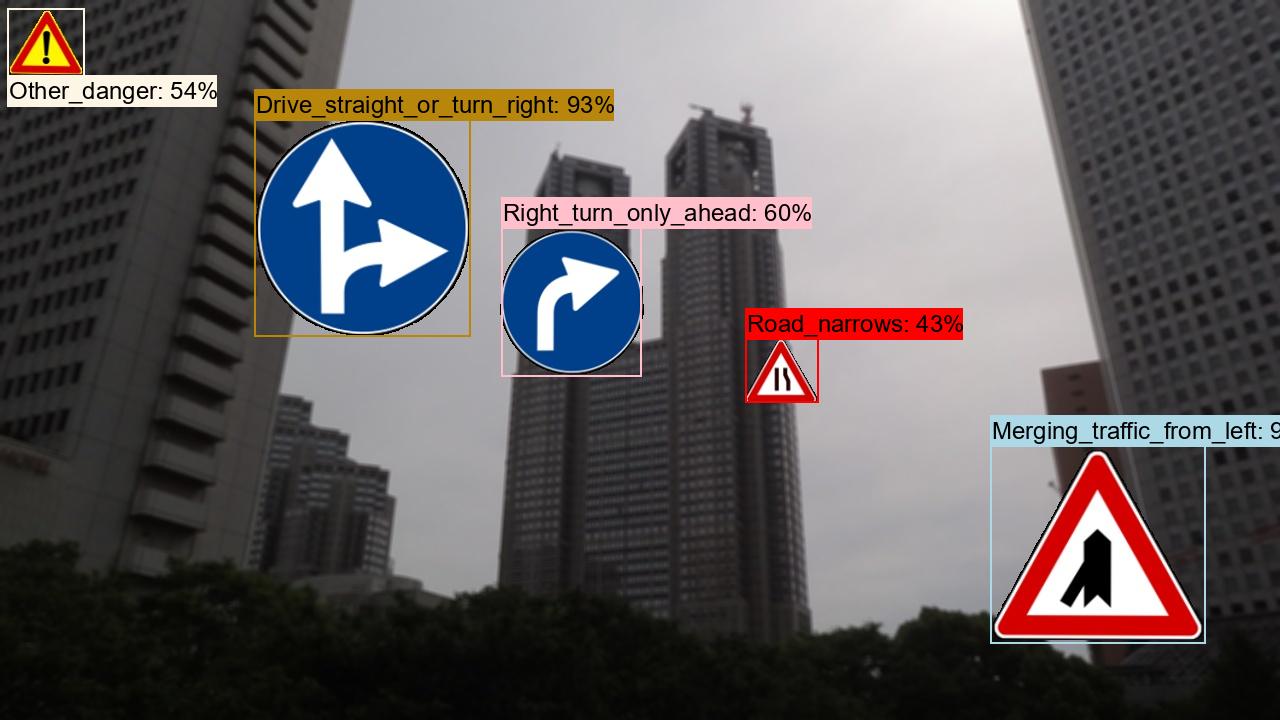 Other_danger: 54%
Drive_straight_or_turn_right: 93%
Right_turn_only_ahead: 60%
Road_narrows: 43%
Merging_traffic_from_left: 9